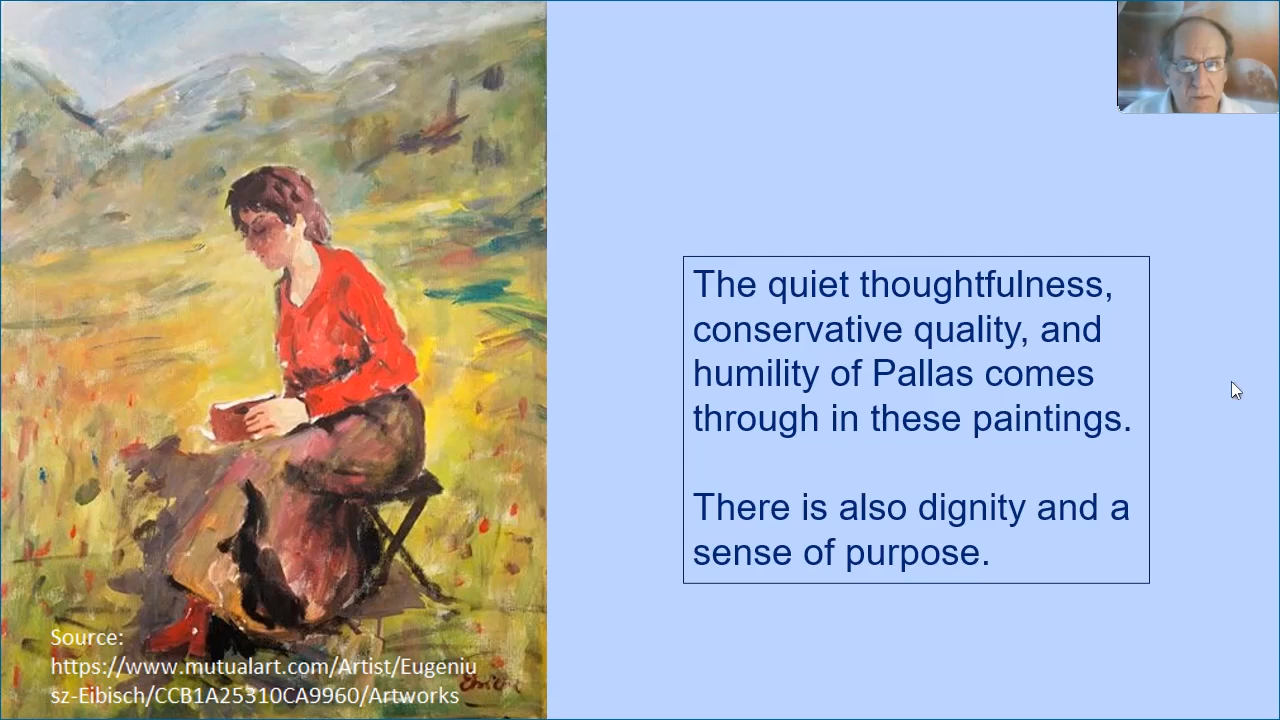 The quiet thoughtfulness,
conservative quality, and
humility of Pallas comes
through in these paintings.
There is also dignity and a
sense of purpose.
Source:
https://www.mutualart.com/Artist/Eugeniu
sz-Eibisch/CCB1A25310CA9960/Artworks